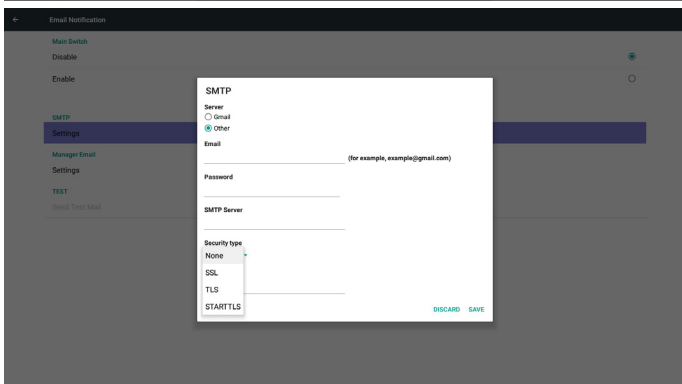 Email Notification
Main Switch
Disable
Enable
SMTP
Settings
Manager Email
Settings
TEST
Send Test Mail
SMTP
Server
Gmail
Other
Email
(for example, example@gmail.com)
Password
SMTP Server
Security type
None
SSL
TLS
STARTTLS
DISCARD SAVE